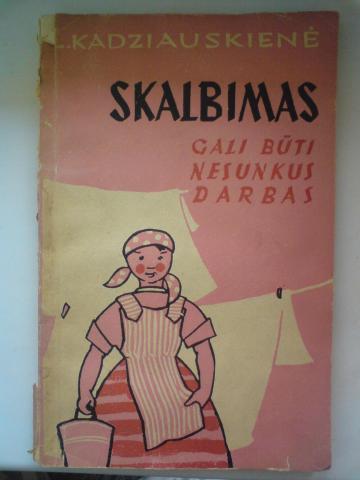 L.KADZIAUSKIENĖ
SKALBIMAS
GALI BŪTI
NESUNKUS
DARBAS